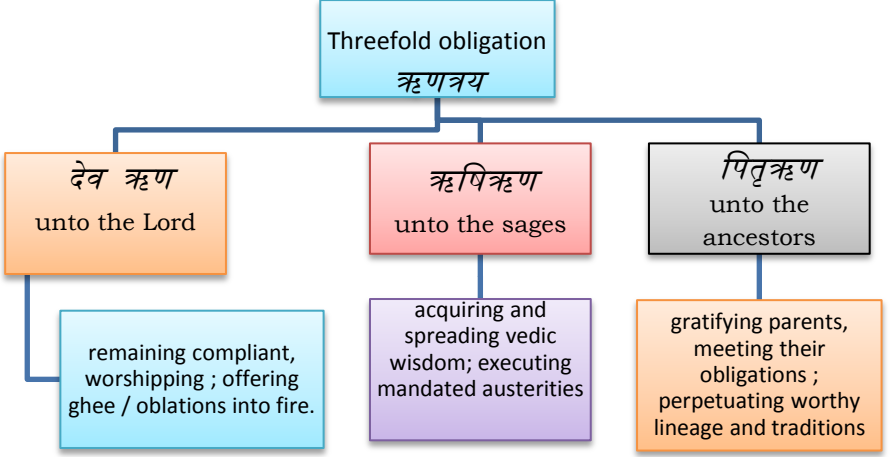 Threefold obligation
ऋणत्रय
देव ऋण
unto the Lord
ऋषिऋण
unto the sages
पितृऋण
unto the
ancestors
remaining compliant,
worshipping ; offering
ghee / oblations into fire.
acquiring and
spreading vedic
wisdom; executing
mandated austerities
gratifying parents,
meeting their
obligations ;
perpetuating worthy
lineage and traditions